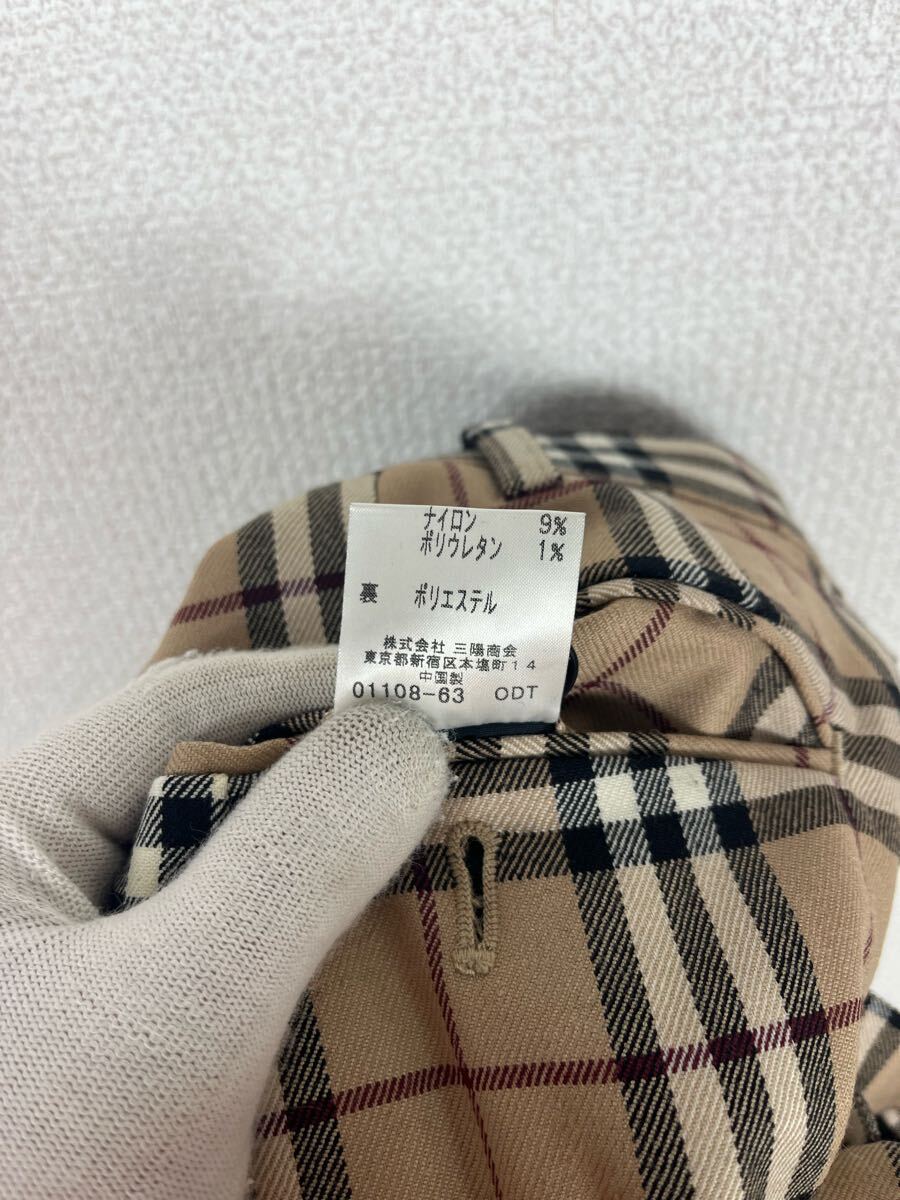 ナイロン 9%
ポリウレタン 1%
裏 ポリエステル
株式会社 三陽商会
東京都新宿区本塩町14
中国製
01108-63 ODT